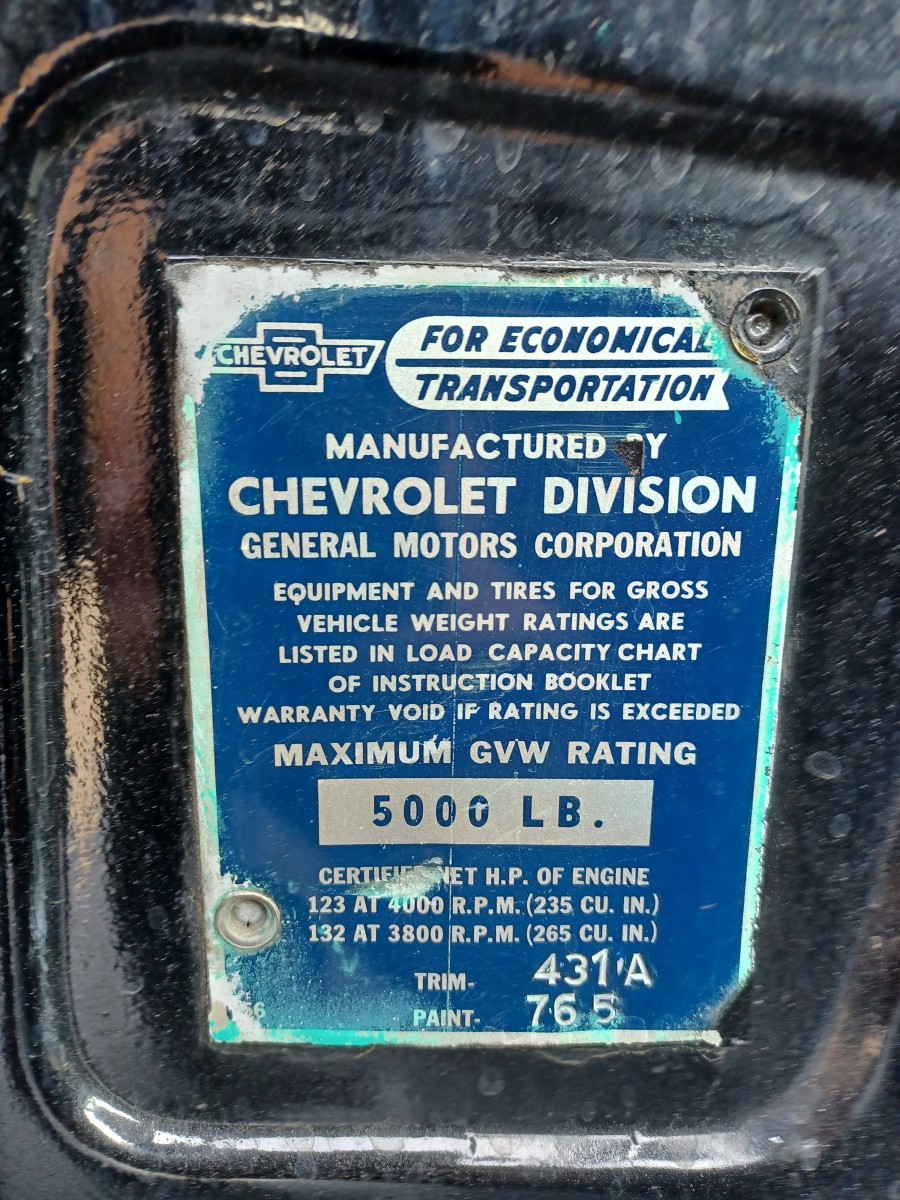 CHEVROLET
FOR ECONOMICAL
TRANSPORTATION
MANUFACTURED BY
CHEVROLET DIVISION
GENERAL MOTORS CORPORATION
EQUIPMENT AND TIRES FOR GROSS
VEHICLE WEIGHT RATINGS ARE
LISTED IN LOAD CAPACITY CHART
OF INSTRUCTION BOOKLET
WARRANTY VOID IF RATING IS EXCEEDED
MAXIMUM GVW RATING
5000 LB.
CERTIFIED NET H.P. OF ENGINE
123 AT 4000 R.P.M. (235 CU. IN.)
132 AT 3800 R.P.M. (265 CU. IN.)
TRIM- 431 A
PAINT- 765